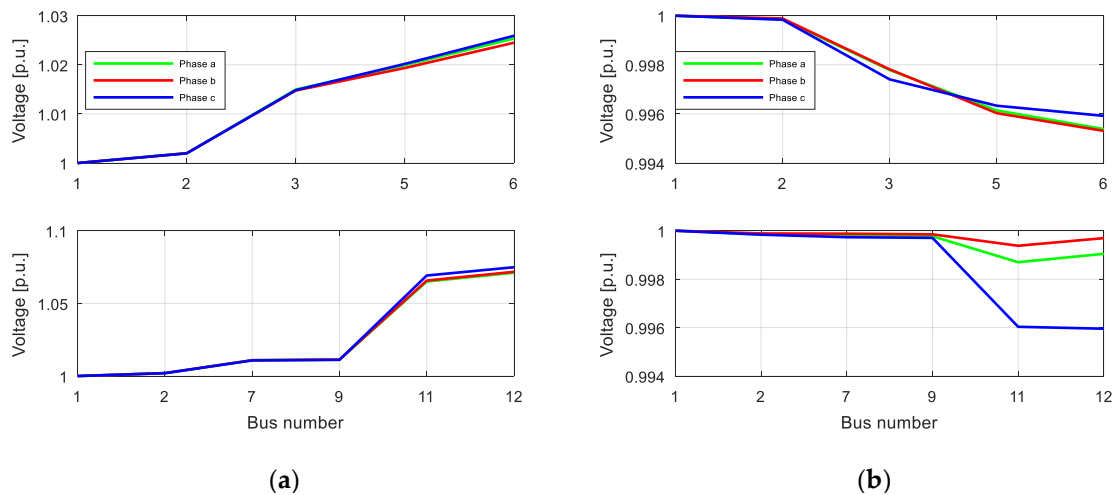 Voltage [p.u.]
1.03
1.02
1.01
1
Phase a
Phase b
Phase c
1 2 3 5 6
Voltage [p.u.]
1
0.998
0.996
0.994
Phase a
Phase b
Phase c
1 2 3 5 6
Voltage [p.u.]
1.1
1.05
1
1 2 7 9 11 12
Bus number
Voltage [p.u.]
1
0.998
0.996
0.994
1 2 7 9 11 12
Bus number
(a) (b)